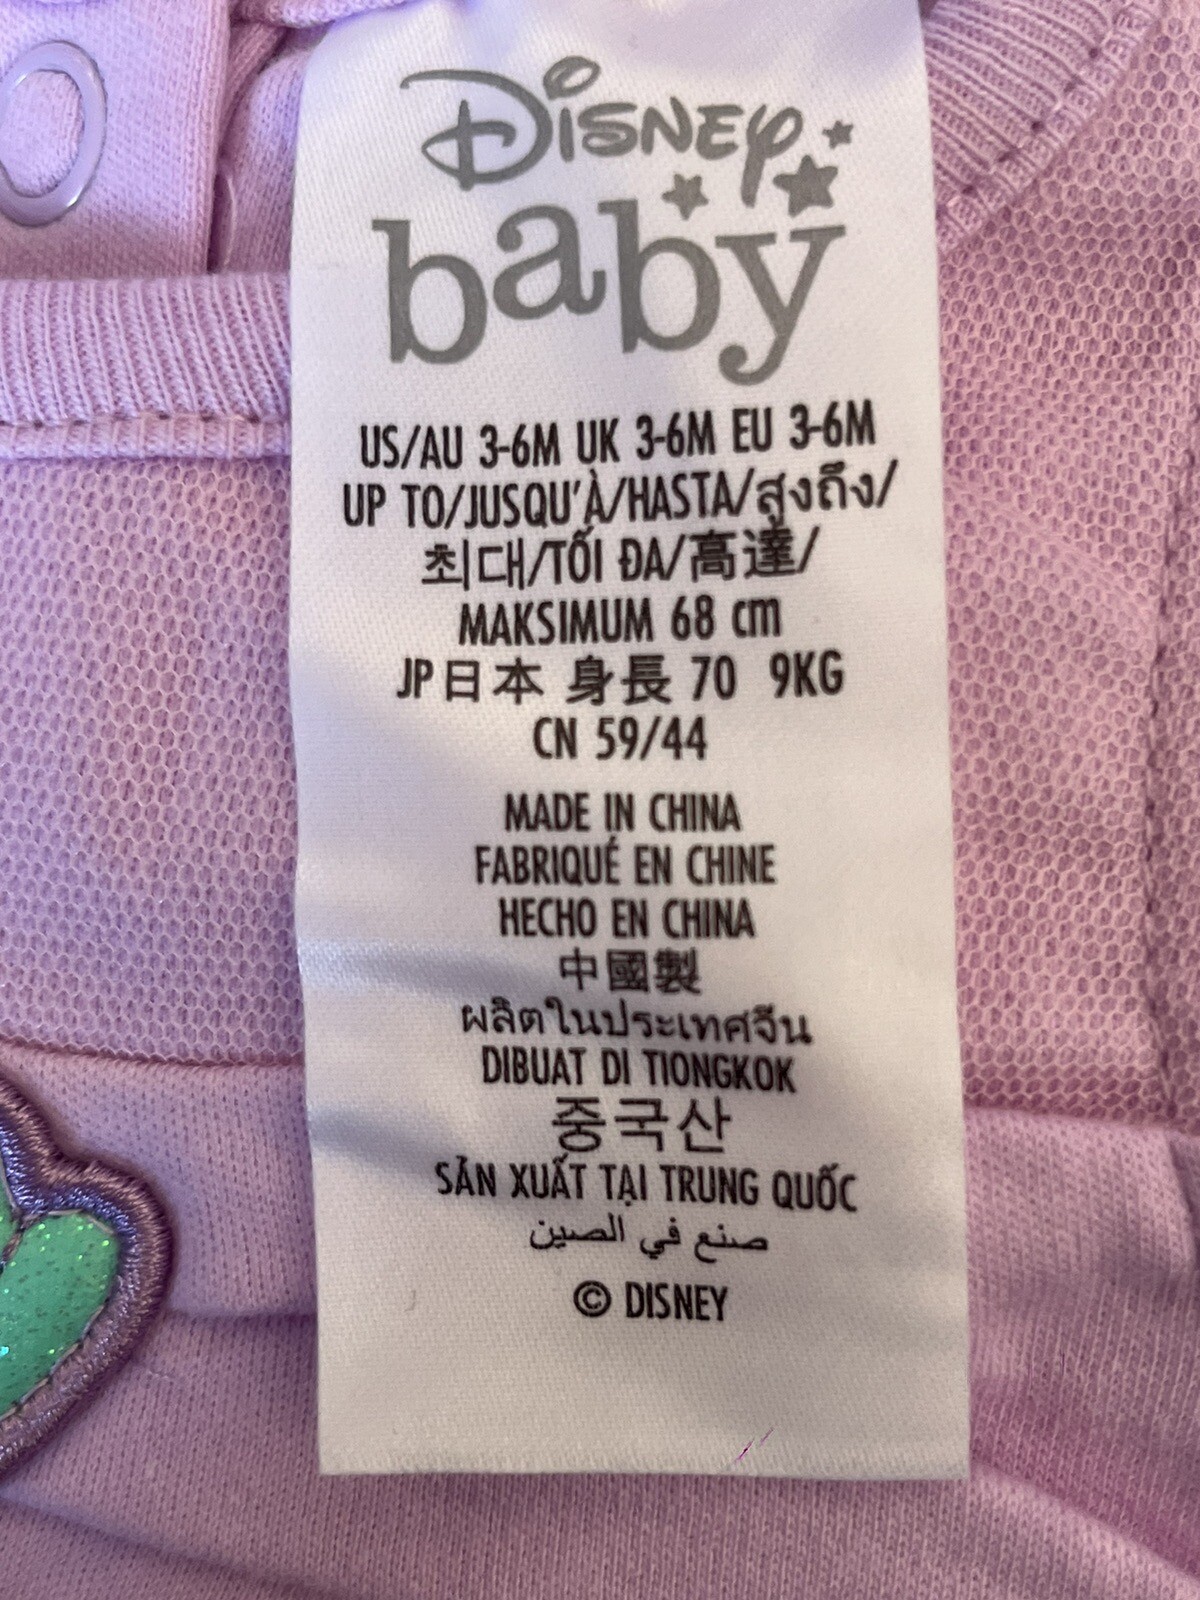 Disney
baby
US/AU 3-6M UK 3-6M EU 3-6M
UP TO/JUSQU'À/HASTA/สูงถึง/
최대/TỐI ĐA/高達/
MAKSIMUM 68 cm
JP日本 身長 70 9KG
CN 59/44
MADE IN CHINA
FABRIQUÉ EN CHINE
HECHO EN CHINA
中國製
ผลิตในประเทศจีน
DIBUAT DI TIONGKOK
중국산
SẢN XUẤT TẠI TRUNG QUỐC
صنع في الصين
© DISNEY